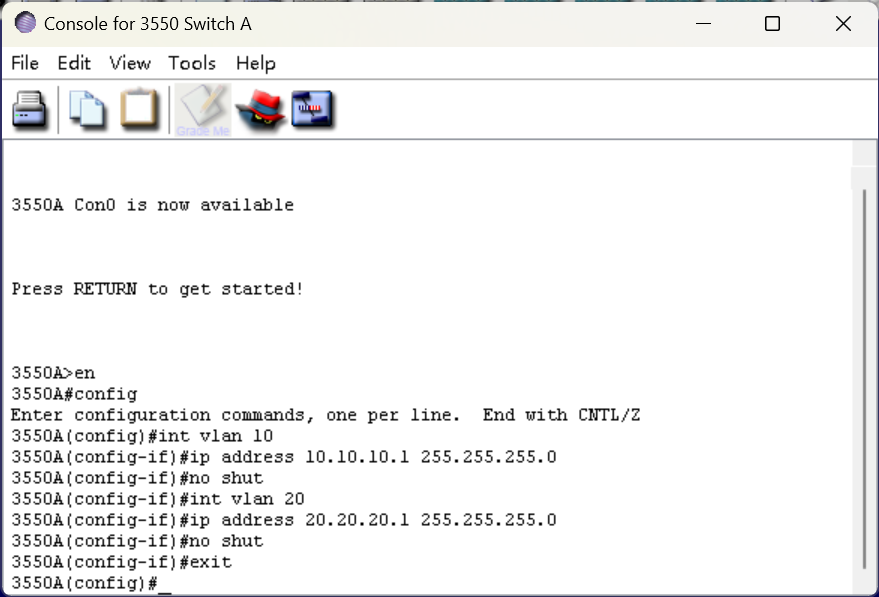 Console for 3550 Switch A
File Edit View Tools Help
Grade Me
3550A Con0 is now available
Press RETURN to get started!
3550A>en
3550A#config
Enter configuration commands, one per line.  End with CNTL/Z
3550A(config)#int vlan 10
3550A(config-if)#ip address 10.10.10.1 255.255.255.0
3550A(config-if)#no shut
3550A(config-if)#int vlan 20
3550A(config-if)#ip address 20.20.20.1 255.255.255.0
3550A(config-if)#no shut
3550A(config-if)#exit
3550A(config)#_